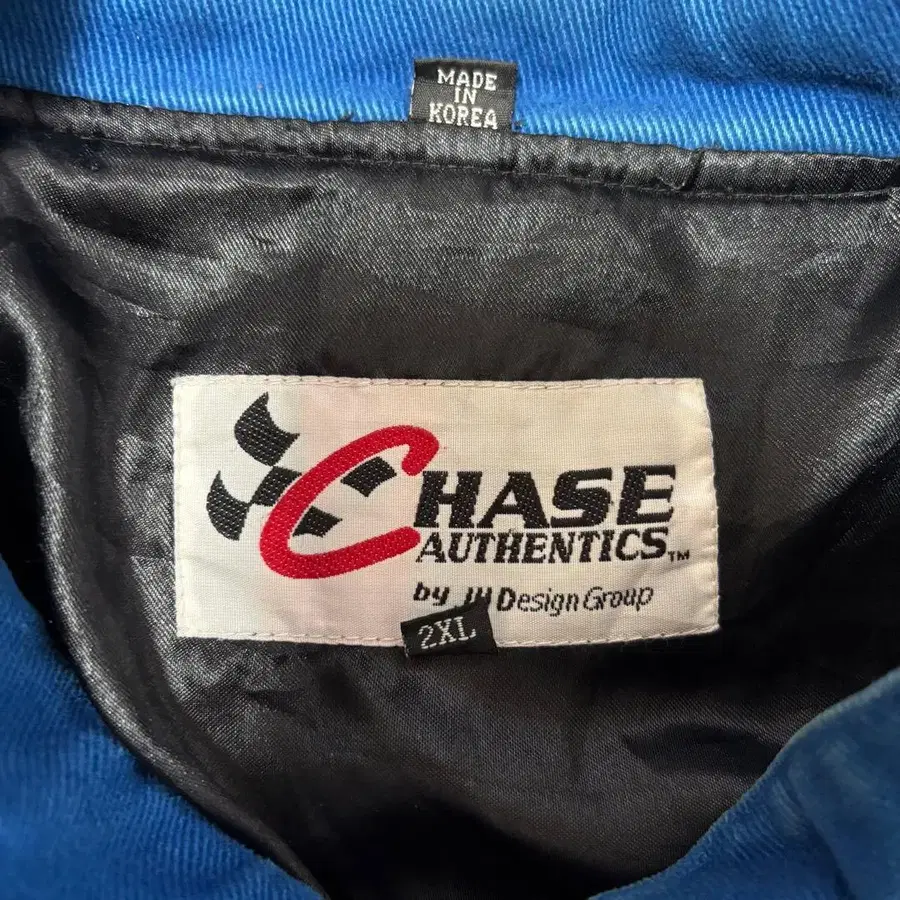 MADE
IN
KOREA
CHASE
AUTHENTICS™
by JH Design Group
2XL